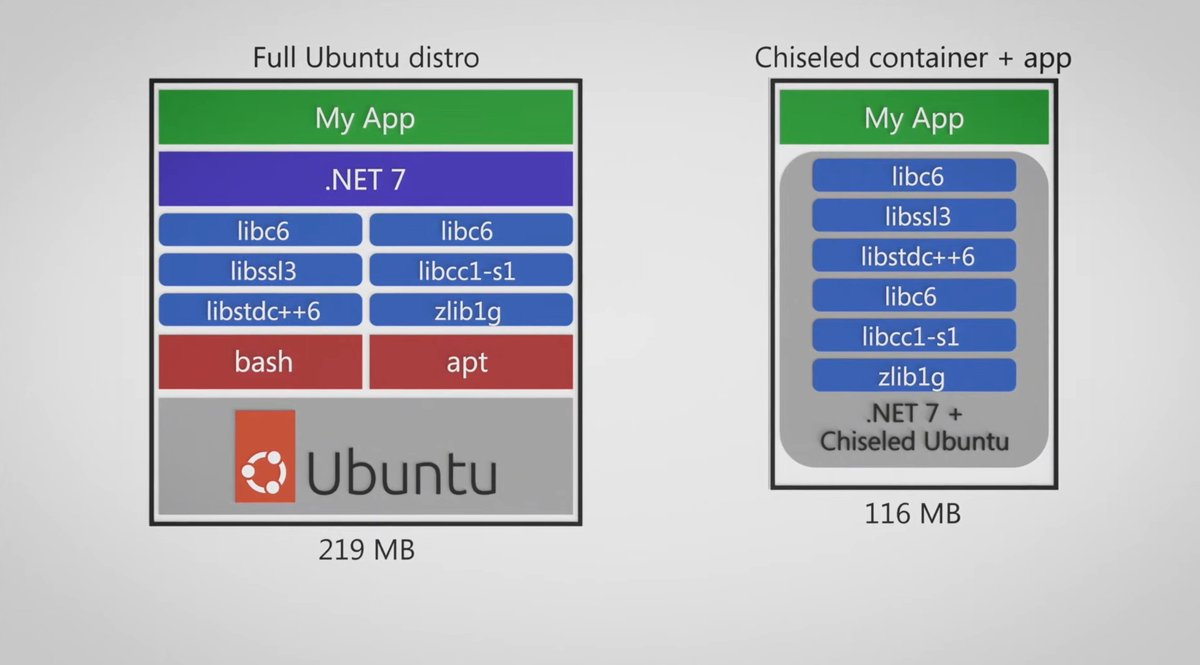 Full Ubuntu distro
My App
.NET 7
libc6
libc6
libssl3
libcc1-s1
libstdc++6
zlib1g
bash
apt
Ubuntu
219 MB
Chiseled container + app
My App
libc6
libssl3
libstdc++6
libc6
libcc1-s1
zlib1g
.NET 7 +
Chiseled Ubuntu
116 MB